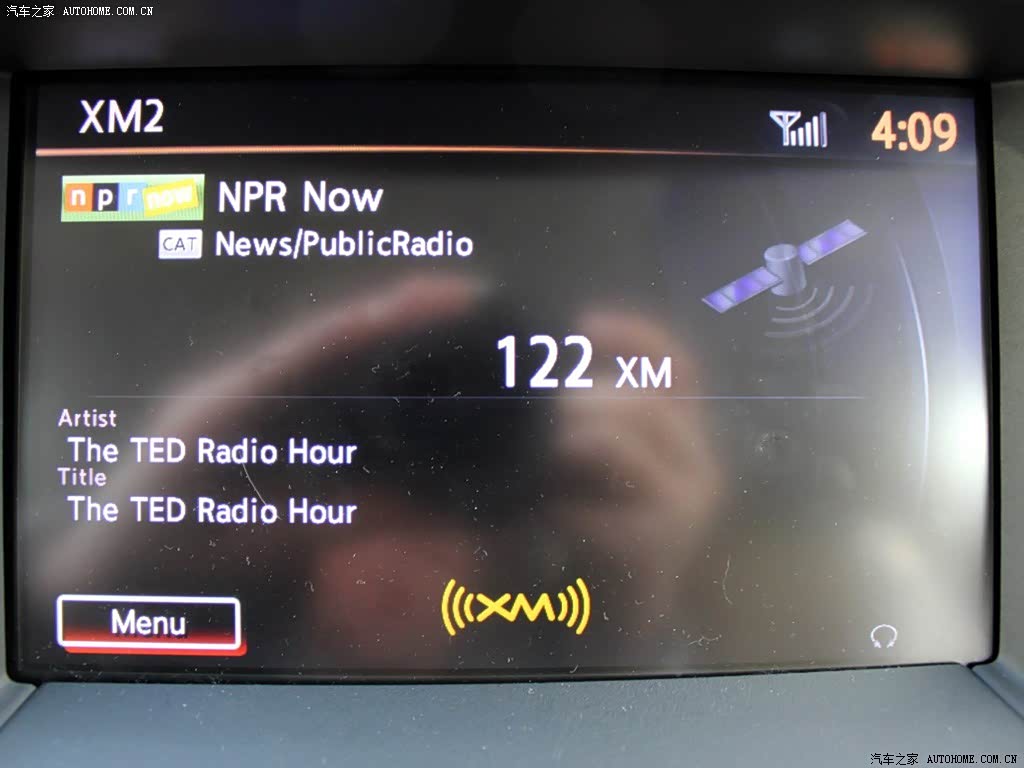 汽车之家 AUTOHOME.COM.CN
XM2
4:09
npr now NPR Now
CAT News/PublicRadio
122 XM
Artist
The TED Radio Hour
Title
The TED Radio Hour
Menu
XM
汽车之家 AUTOHOME.COM.CN